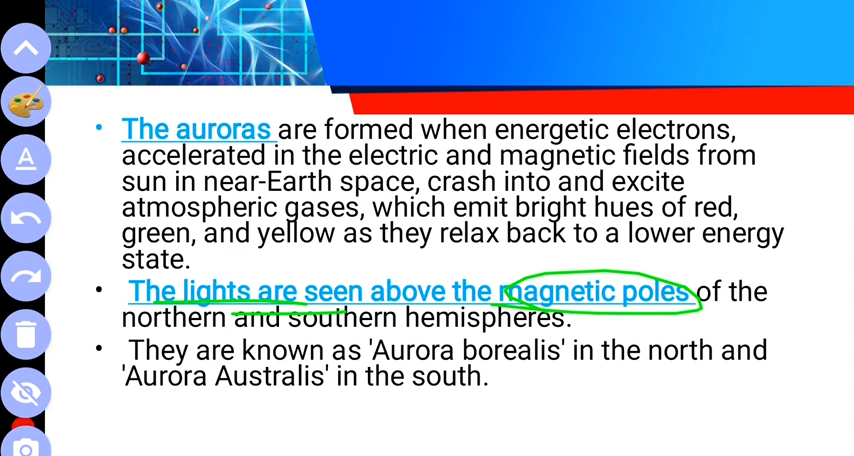 • The auroras are formed when energetic electrons,
accelerated in the electric and magnetic fields from
sun in near-Earth space, crash into and excite
atmospheric gases, which emit bright hues of red,
green, and yellow as they relax back to a lower energy
state.
• The lights are seen above the magnetic poles of the
northern and southern hemispheres.
• They are known as 'Aurora borealis' in the north and
'Aurora Australis' in the south.